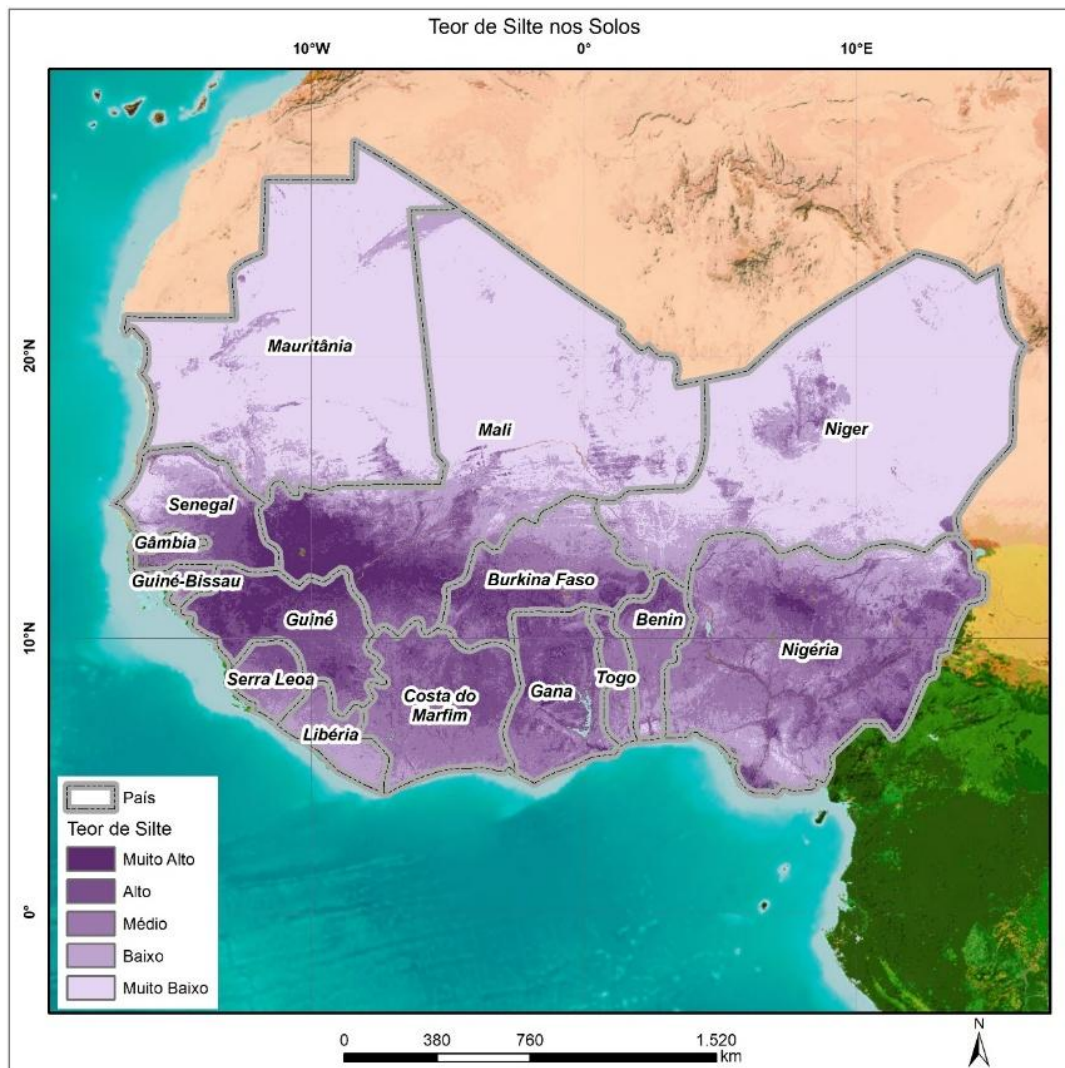 Teor de Silte nos Solos
10°W
0°
10°E
20°N
10°N
0°
Mauritânia
Mali
Niger
Senegal
Gâmbia
Guiné-Bissau
Burkina Faso
Guiné
Benin
Nigéria
Serra Leoa
Costa do
Marfim
Gana
Togo
Libéria
País
Teor de Silte
Muito Alto
Alto
Médio
Baixo
Muito Baixo
0
380
760
1.520
km
N